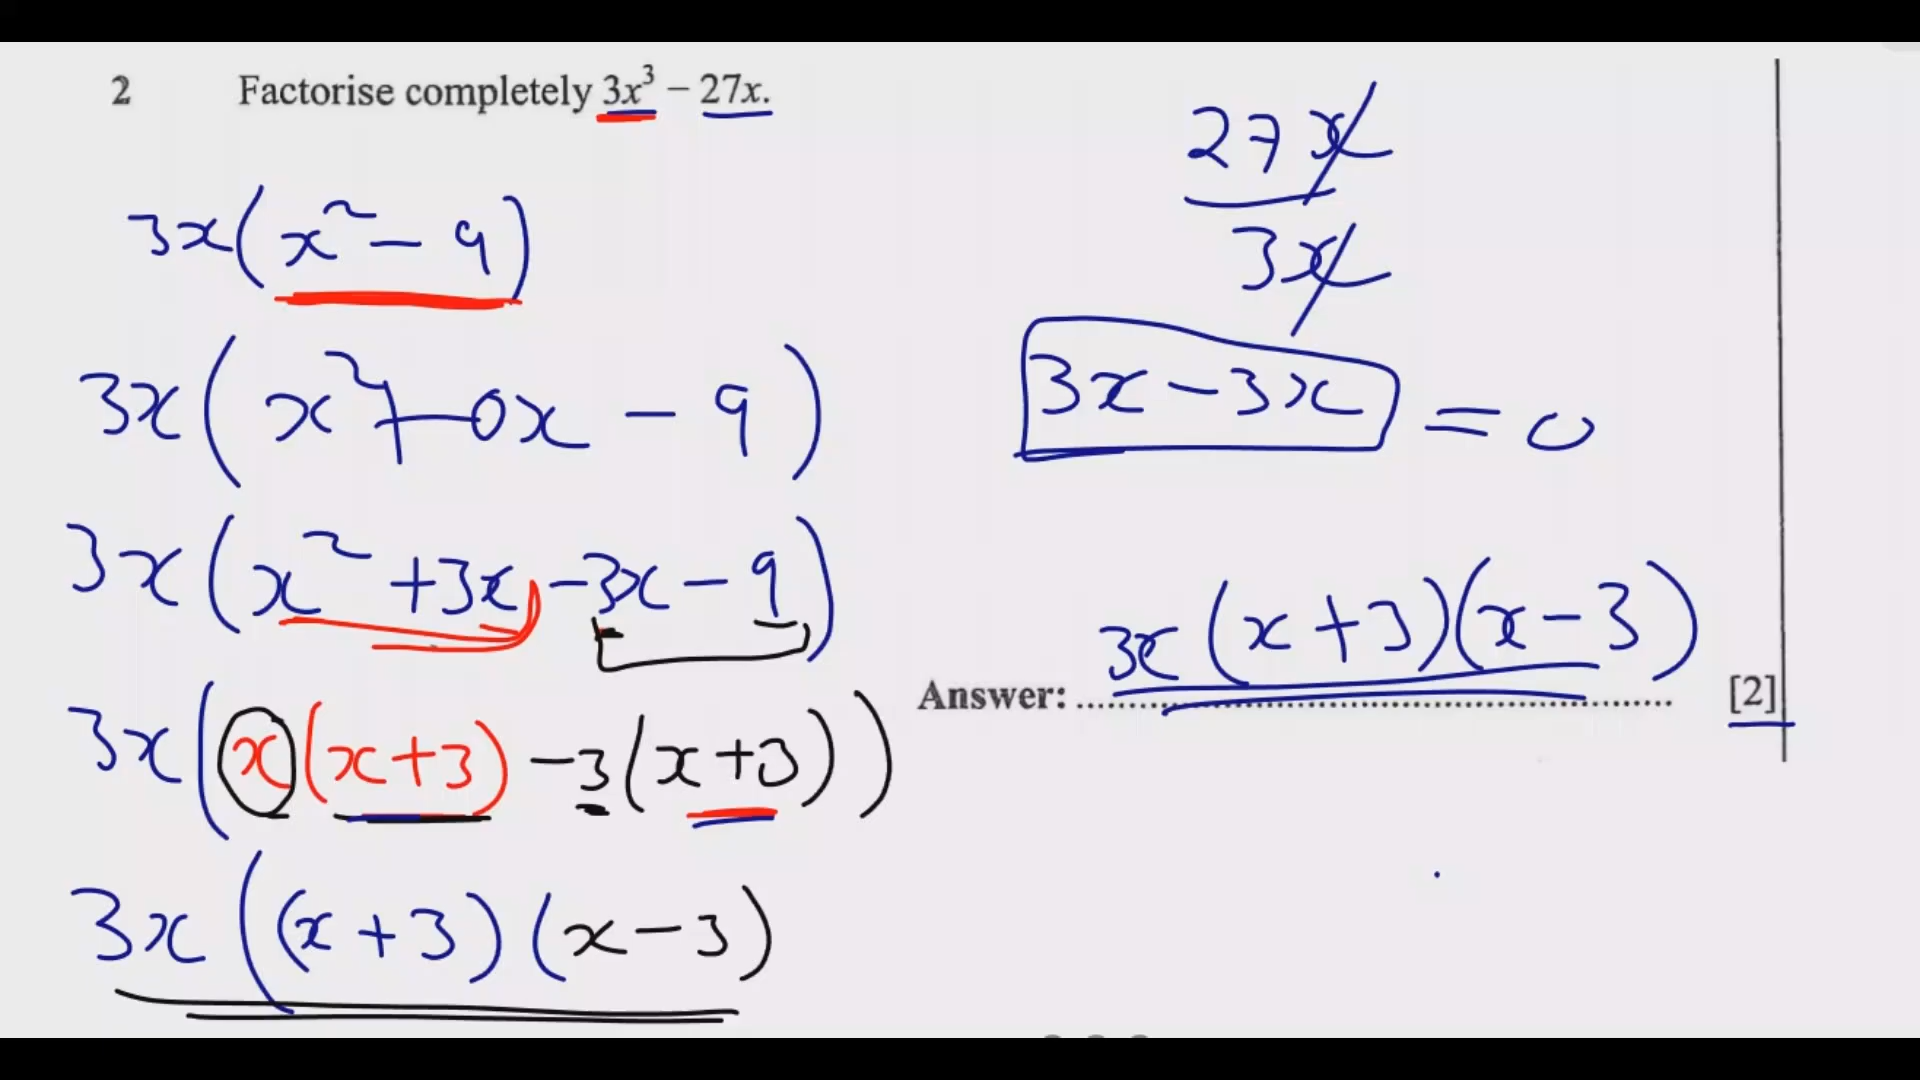 2 Factorise completely 3x³ − 27x.
3x(x² − 9)
3x(x² + 0x − 9)
3x(x² + 3x − 3x − 9)
3x(x(x + 3) − 3(x + 3))
3x((x + 3)(x − 3)
27x
3x
3x − 3x = 0
3x(x + 3)(x − 3)
Answer: ........................................ [2]